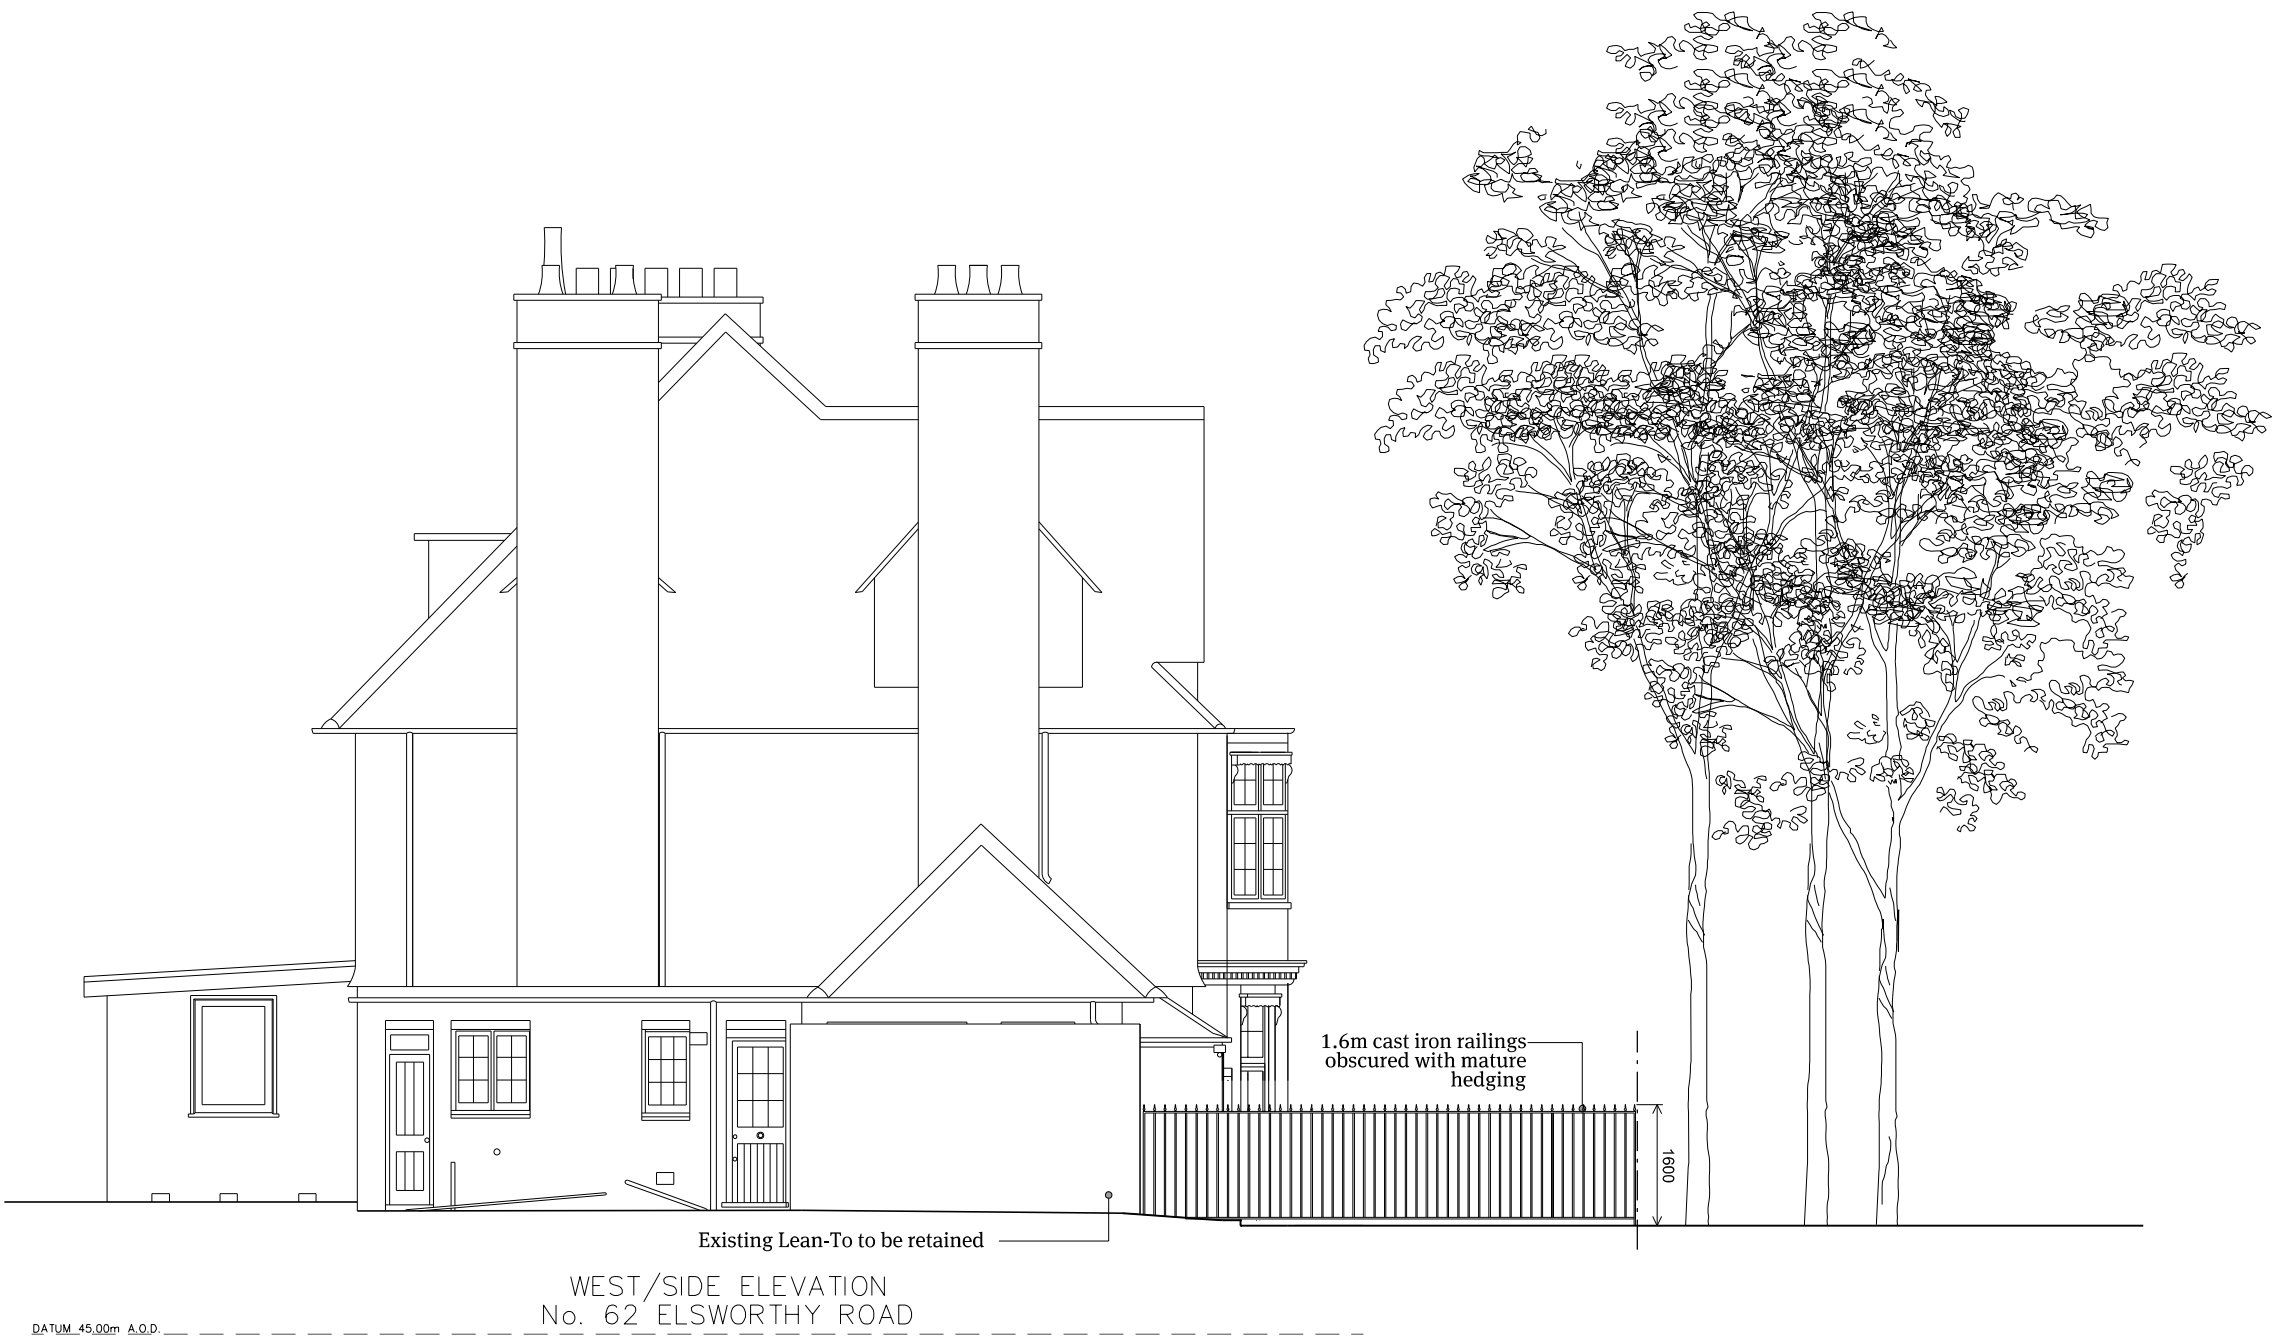 1.6m cast iron railings
obscured with mature
hedging
1600
Existing Lean-To to be retained
WEST/SIDE ELEVATION
No. 62 ELSWORTHY ROAD
DATUM 45.00m A.O.D.